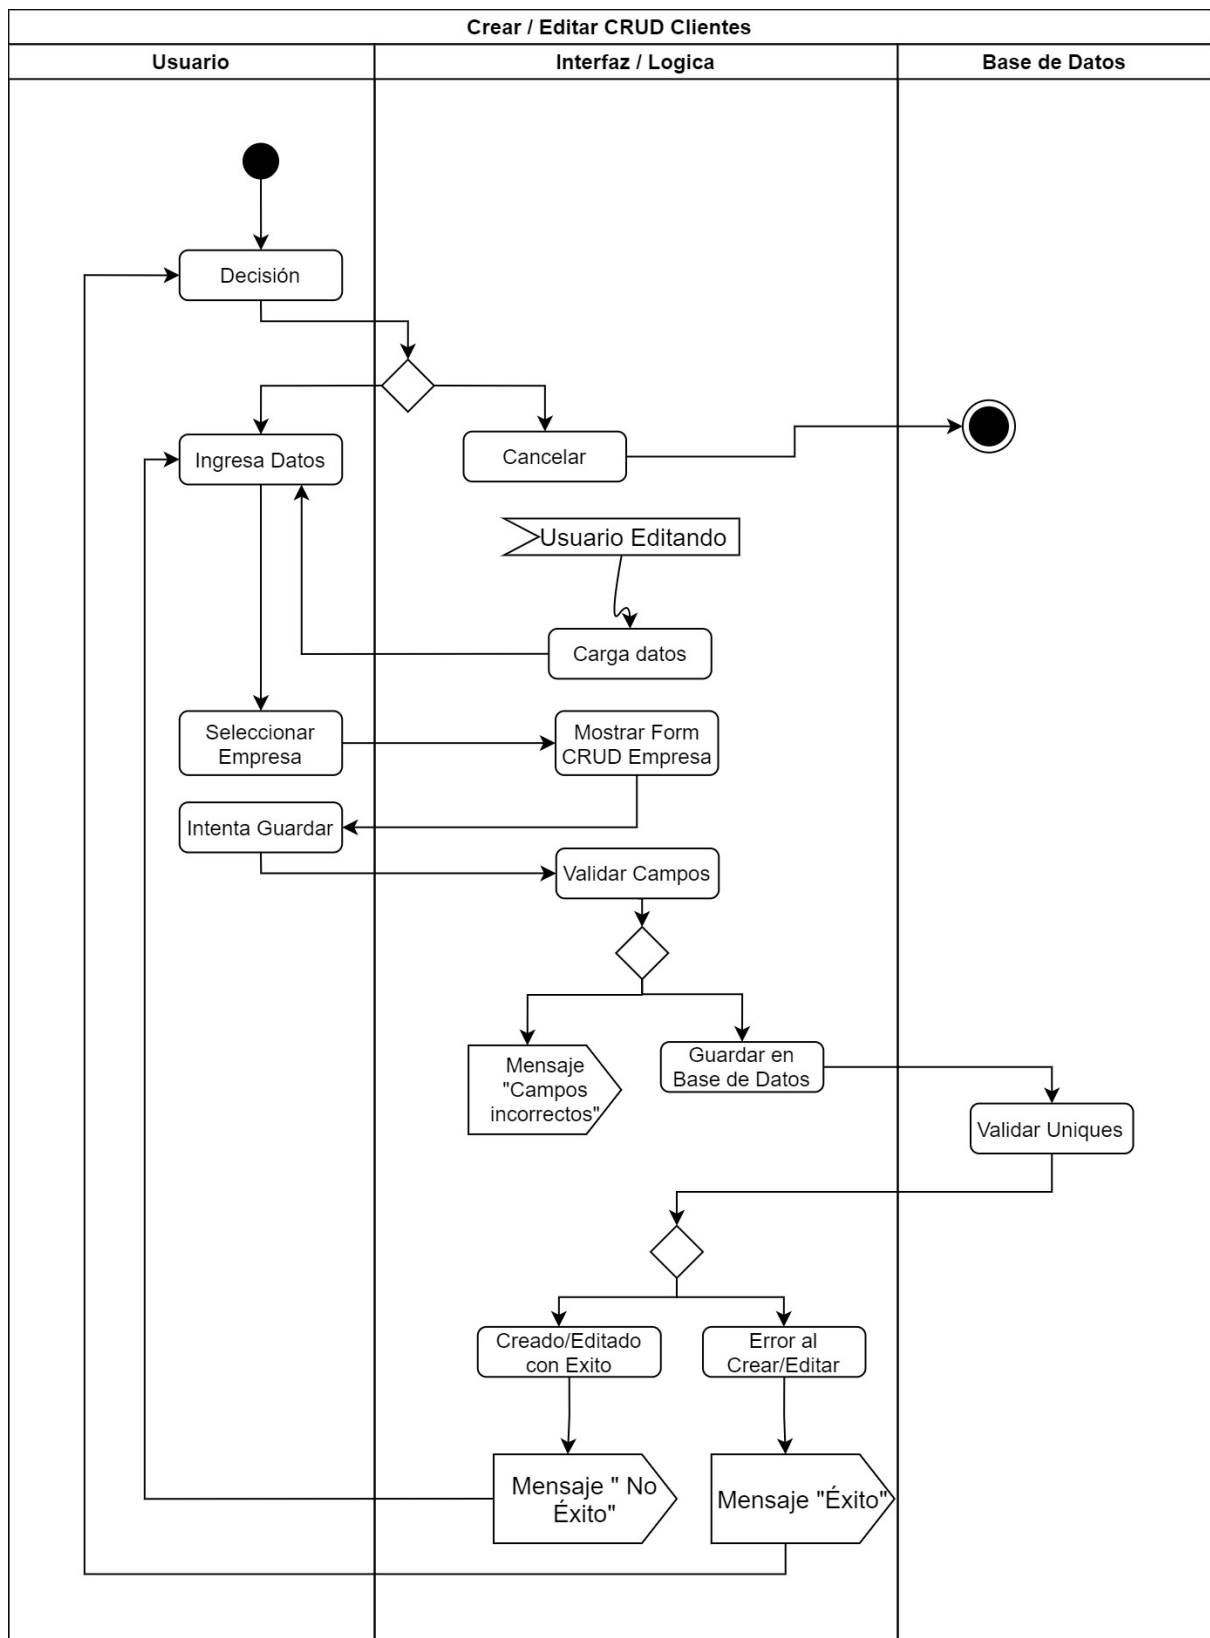 Crear / Editar CRUD Clientes
Usuario
Interfaz / Logica
Base de Datos
Decisión
Ingresa Datos
Cancelar
Usuario Editando
Carga datos
Seleccionar
Empresa
Mostrar Form
CRUD Empresa
Intenta Guardar
Validar Campos
Mensaje
"Campos
incorrectos"
Guardar en
Base de Datos
Validar Uniques
Creado/Editado
con Exito
Error al
Crear/Editar
Mensaje " No
Éxito"
Mensaje "Éxito"